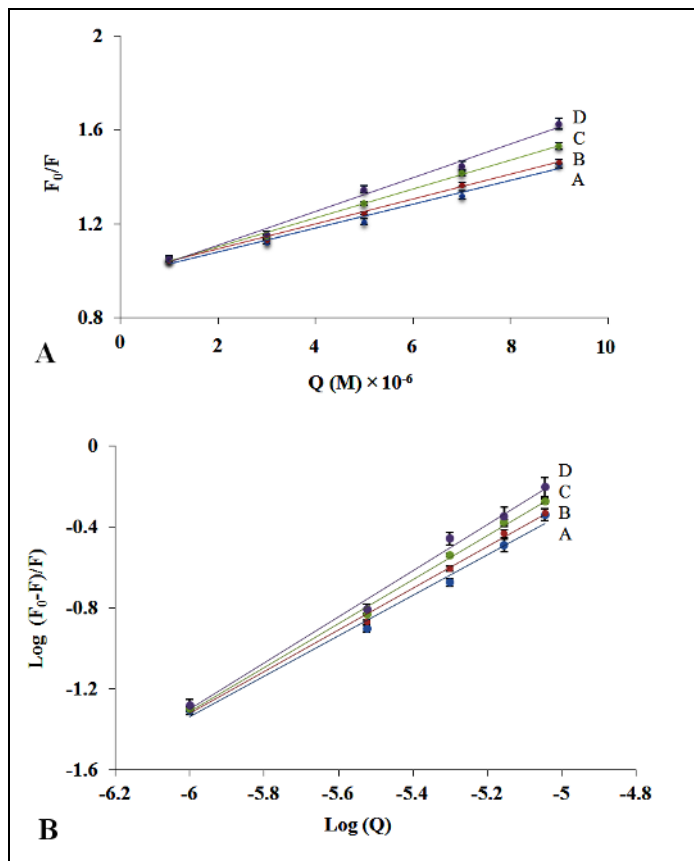 2
1.6
1.2
0.8
F₀/F
D
C
B
A
0 2 4 6 8 10
A
Q (M) × 10⁻⁶
0
-0.4
-0.8
-1.2
-1.6
Log (F₀-F)/F)
D
C
B
A
-6.2 -6 -5.8 -5.6 -5.4 -5.2 -5 -4.8
B
Log (Q)